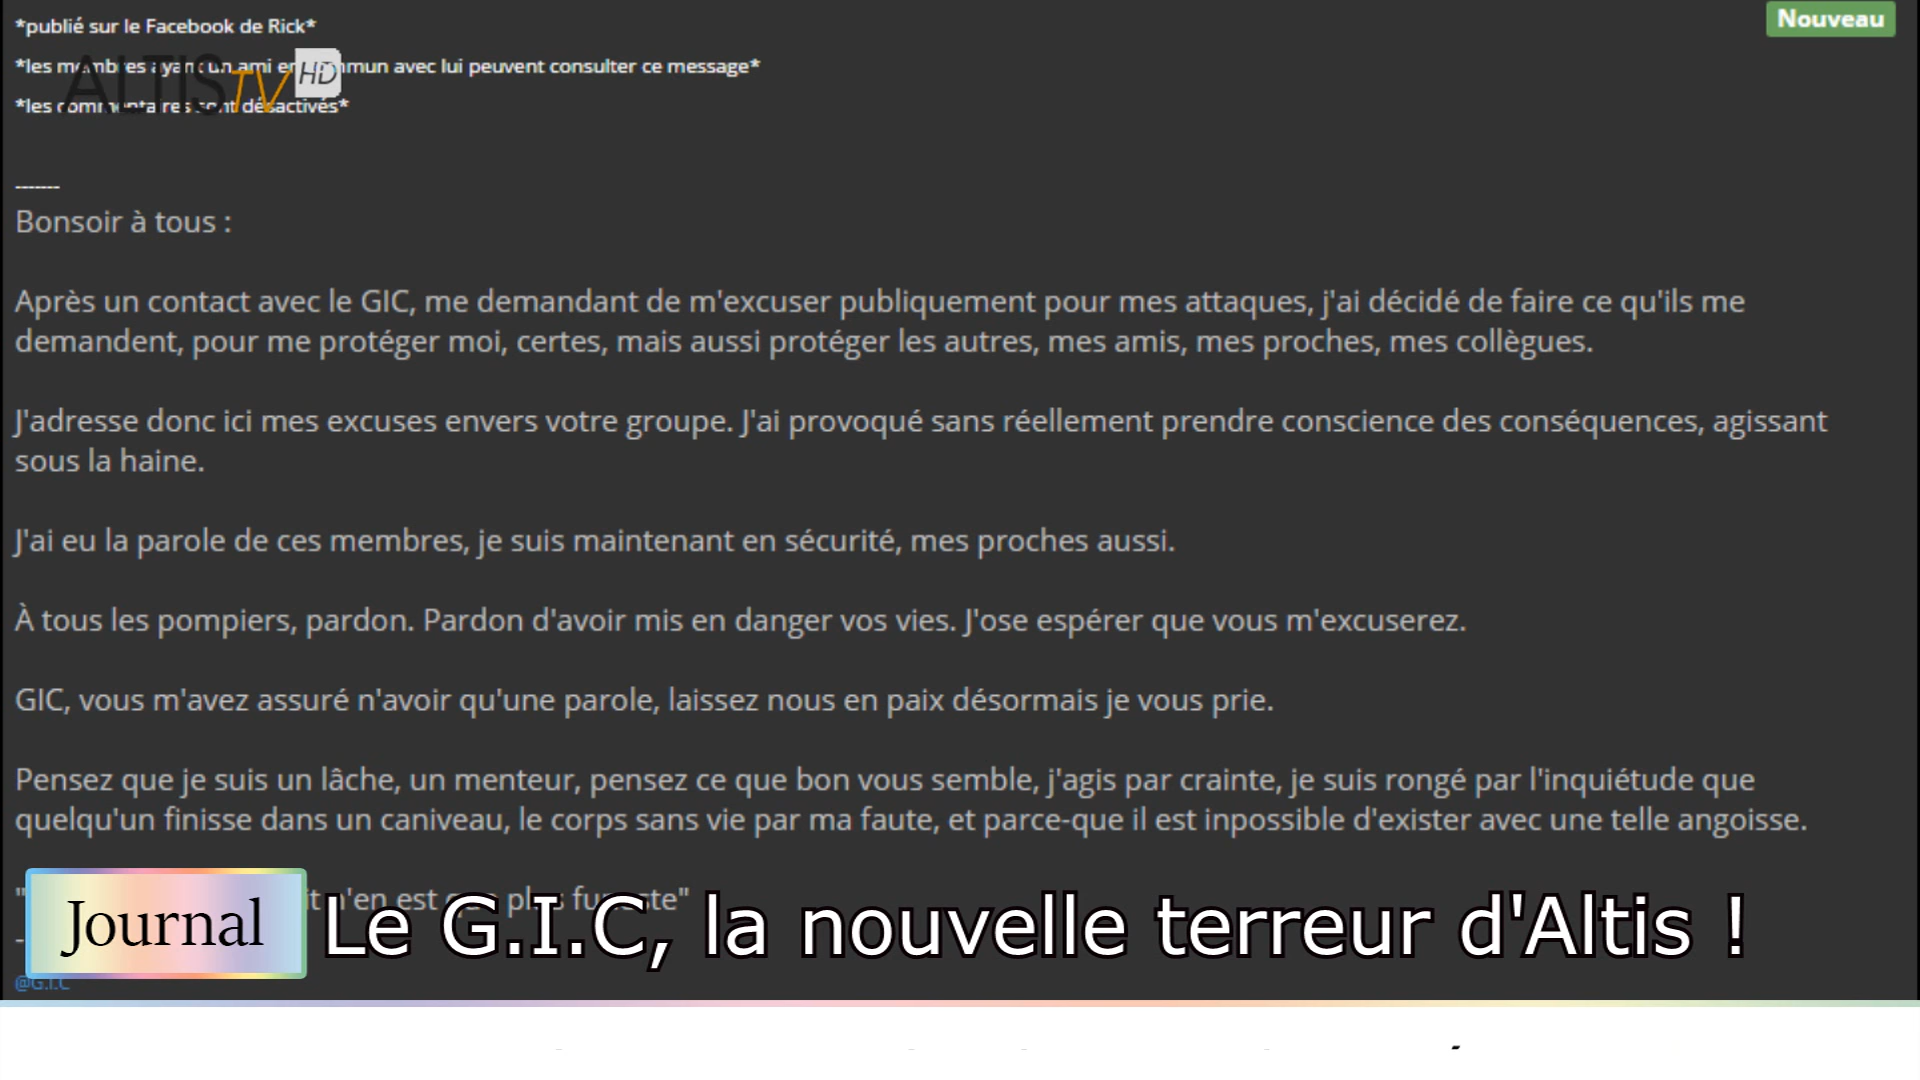 *publié sur le Facebook de Rick*
Nouveau
*les membres ayant un ami en commun avec lui peuvent consulter ce message*
ALTIS TV HD
*les commentaires sont désactivés*
-------
Bonsoir à tous :
Après un contact avec le GIC, me demandant de m'excuser publiquement pour mes attaques, j'ai décidé de faire ce qu'ils me
demandent, pour me protéger moi, certes, mais aussi protéger les autres, mes amis, mes proches, mes collègues.
J'adresse donc ici mes excuses envers votre groupe. J'ai provoqué sans réellement prendre conscience des conséquences, agissant
sous la haine.
J'ai eu la parole de ces membres, je suis maintenant en sécurité, mes proches aussi.
À tous les pompiers, pardon. Pardon d'avoir mis en danger vos vies. J'ose espérer que vous m'excuserez.
GIC, vous m'avez assuré n'avoir qu'une parole, laissez nous en paix désormais je vous prie.
Pensez que je suis un lâche, un menteur, pensez ce que bon vous semble, j'agis par crainte, je suis rongé par l'inquiétude que
quelqu'un finisse dans un caniveau, le corps sans vie par ma faute, et parce-que il est inpossible d'exister avec une telle angoisse.
n'en est que plus funeste"
Journal
Le G.I.C, la nouvelle terreur d'Altis !
@G.I.C